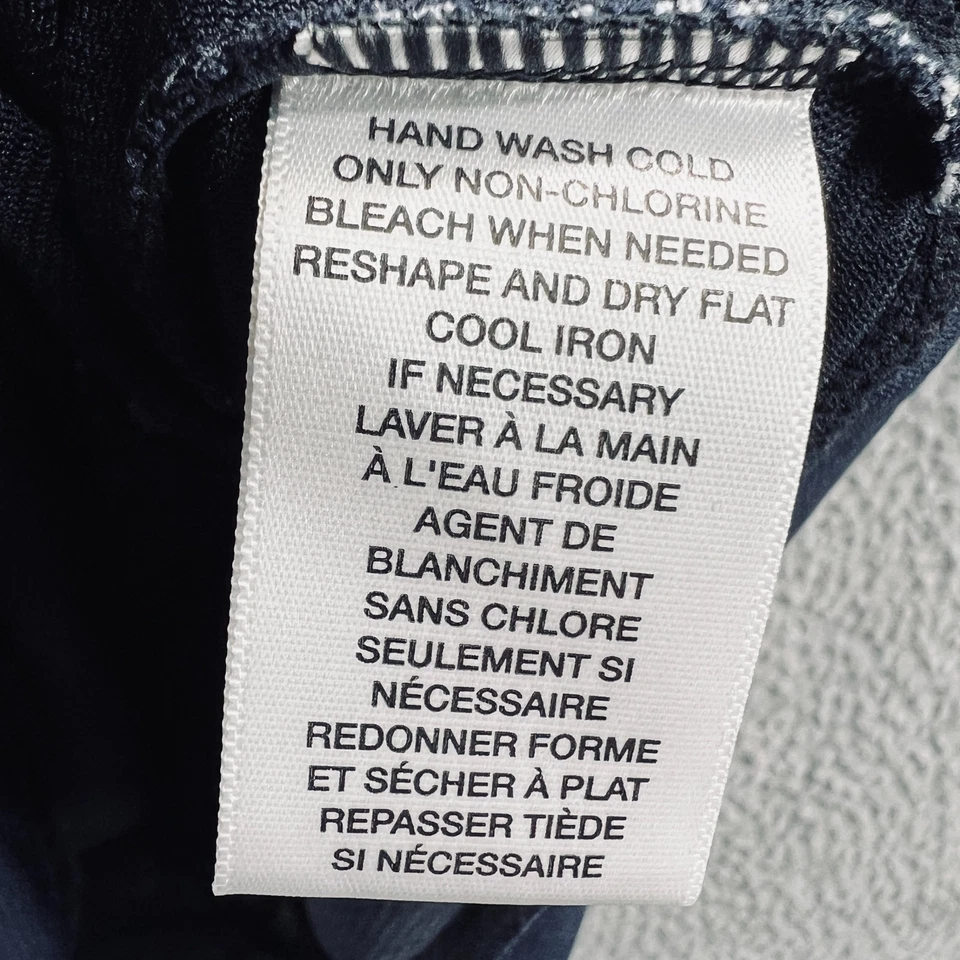 HAND WASH COLD
ONLY NON-CHLORINE
BLEACH WHEN NEEDED
RESHAPE AND DRY FLAT
COOL IRON
IF NECESSARY
LAVER À LA MAIN
À L'EAU FROIDE
AGENT DE
BLANCHIMENT
SANS CHLORE
SEULEMENT SI
NÉCESSAIRE
REDONNER FORME
ET SÉCHER À PLAT
REPASSER TIÈDE
SI NÉCESSAIRE